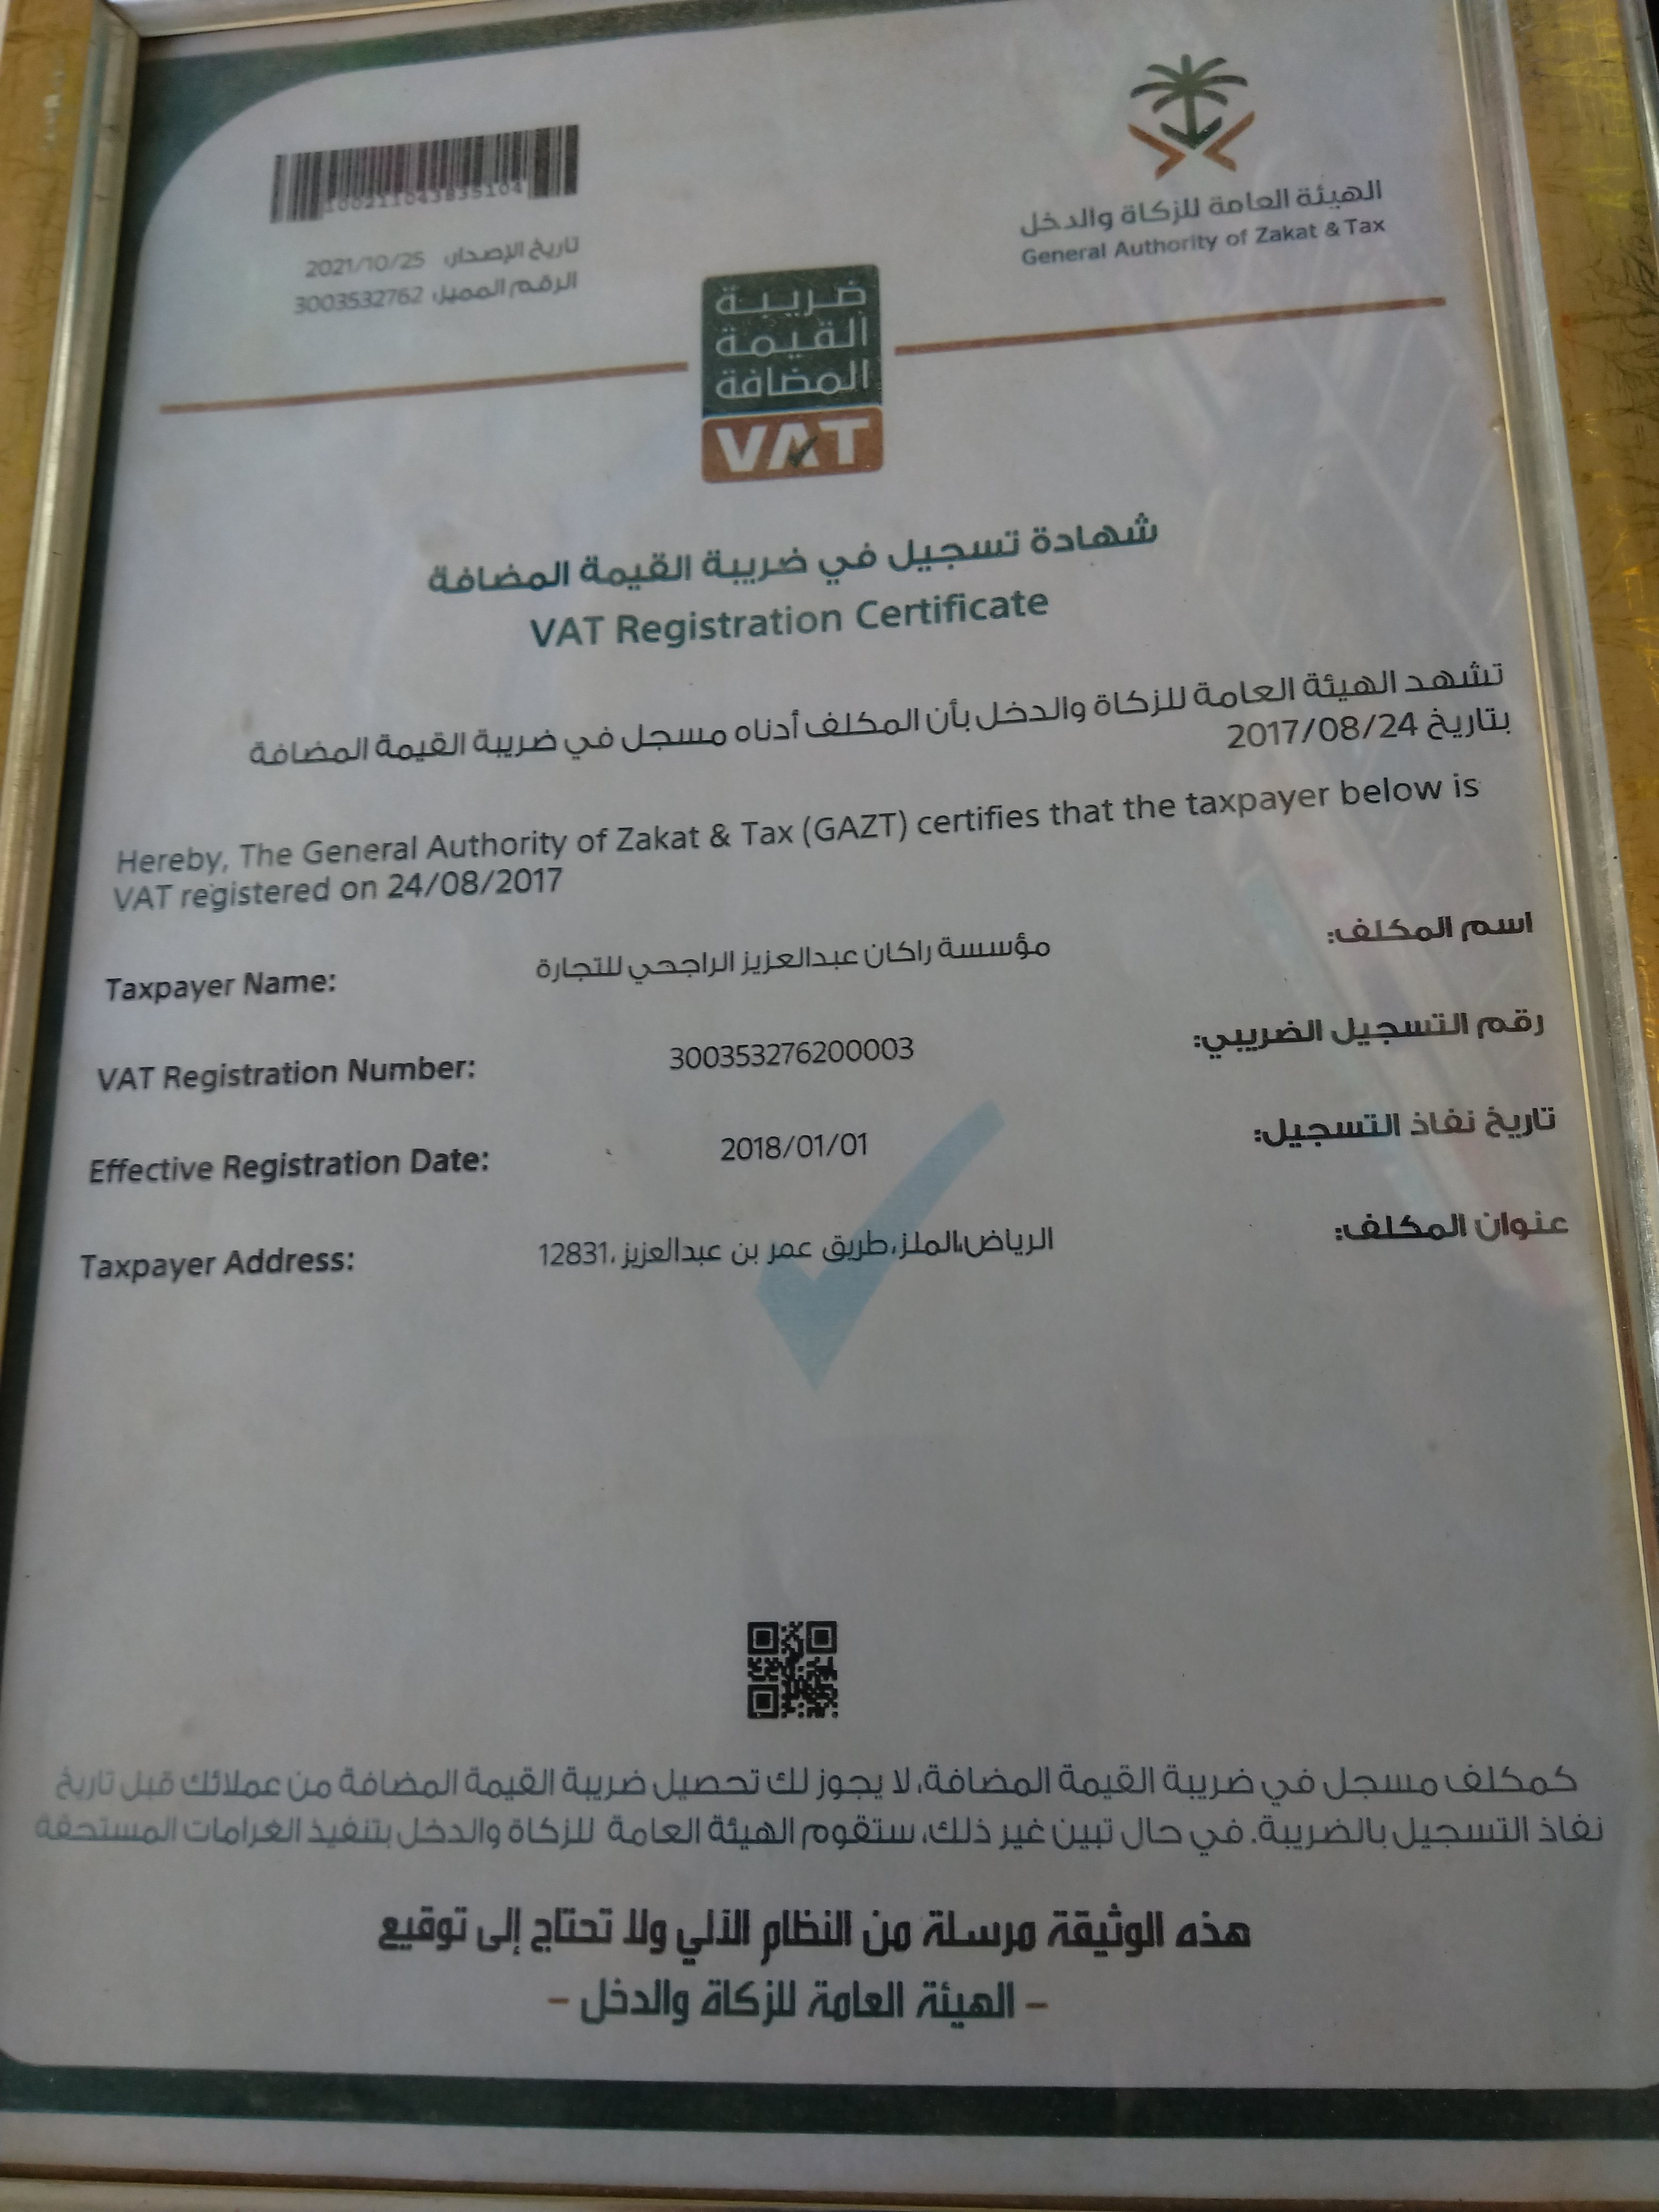 الهيئة العامة للزكاة والدخل
General Authority of Zakat & Tax
100211043835104
تاريخ الإصدار: 2021/10/25
الرقم المميز: 3003532762
ضريبة
القيمة
المضافة
VAT
شهادة تسجيل في ضريبة القيمة المضافة
VAT Registration Certificate
تشهد الهيئة العامة للزكاة والدخل بأن المكلف أدناه مسجل في ضريبة القيمة المضافة
بتاريخ 2017/08/24
Hereby, The General Authority of Zakat & Tax (GAZT) certifies that the taxpayer below is
VAT registered on 24/08/2017
Taxpayer Name: مؤسسة راكان عبدالعزيز الراجحي للتجارة اسم المكلف:
VAT Registration Number: 300353276200003 رقم التسجيل الضريبي:
Effective Registration Date: 2018/01/01 تاريخ نفاذ التسجيل:
Taxpayer Address: الرياض،الملز،طريق عمر بن عبدالعزيز ،12831 عنوان المكلف:
كمكلف مسجل في ضريبة القيمة المضافة، لا يجوز لك تحصيل ضريبة القيمة المضافة من عملائك قبل تاريخ
نفاذ التسجيل بالضريبة. في حال تبين غير ذلك، ستقوم الهيئة العامة للزكاة والدخل بتنفيذ الغرامات المستحقة
هذه الوثيقة مرسلة من النظام الآلي ولا تحتاج إلى توقيع
- الهيئة العامة للزكاة والدخل -